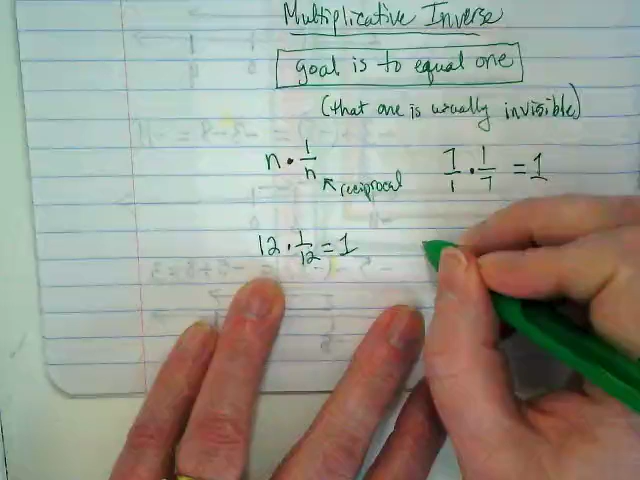 Multiplicative Inverse
goal is to equal one
(that one is usually invisible)
n · 1/n
↖ reciprocal
7/1 · 1/7 = 1
12 · 1/12 = 1